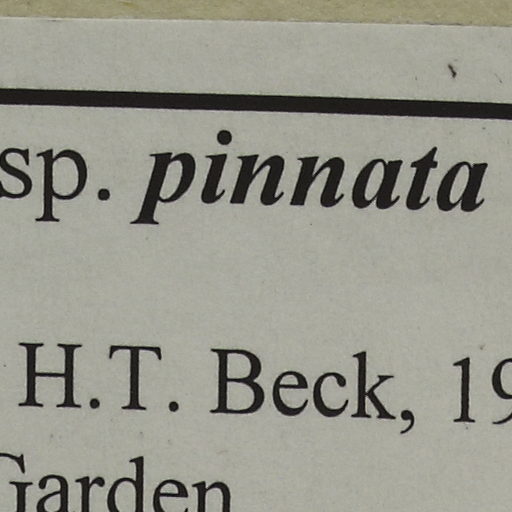 sp. pinnata
H.T. Beck, 19
Garden